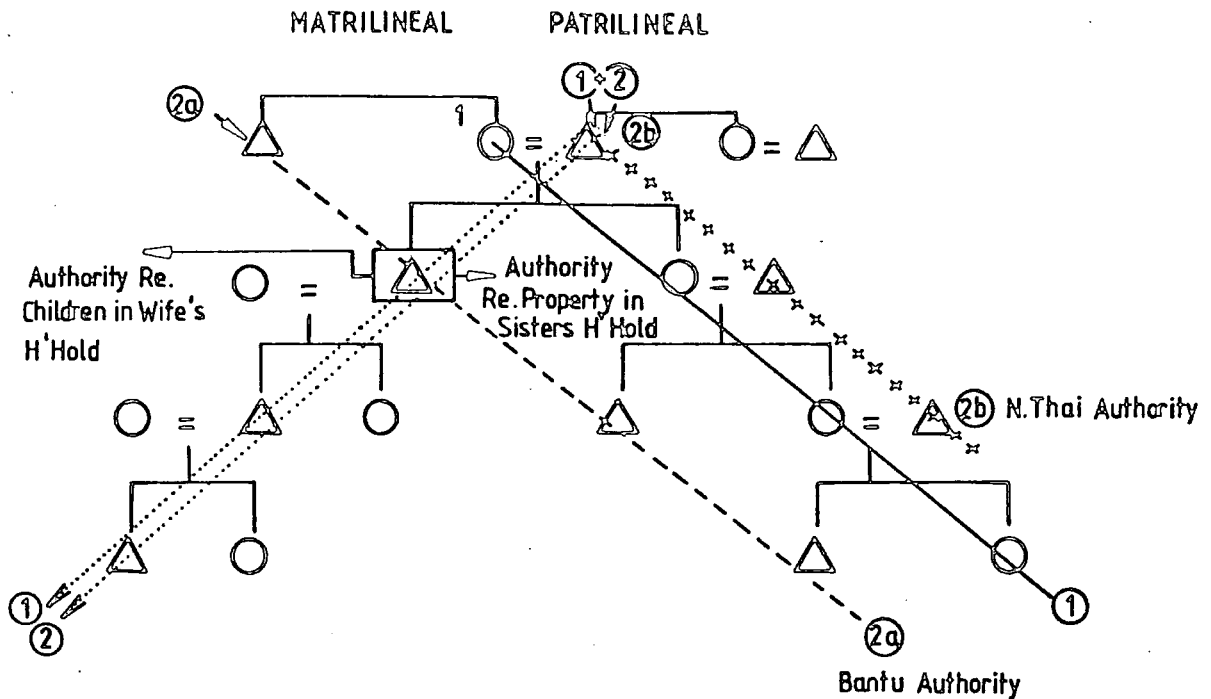 MATRILINEAL PATRILINEAL
1 2
2a
1
2b
Authority Re.
Children in Wife's
H'Hold
Authority
Re. Property in
Sisters H'Hold
2b N.Thai Authority
1
2
1
2a
Bantu Authority